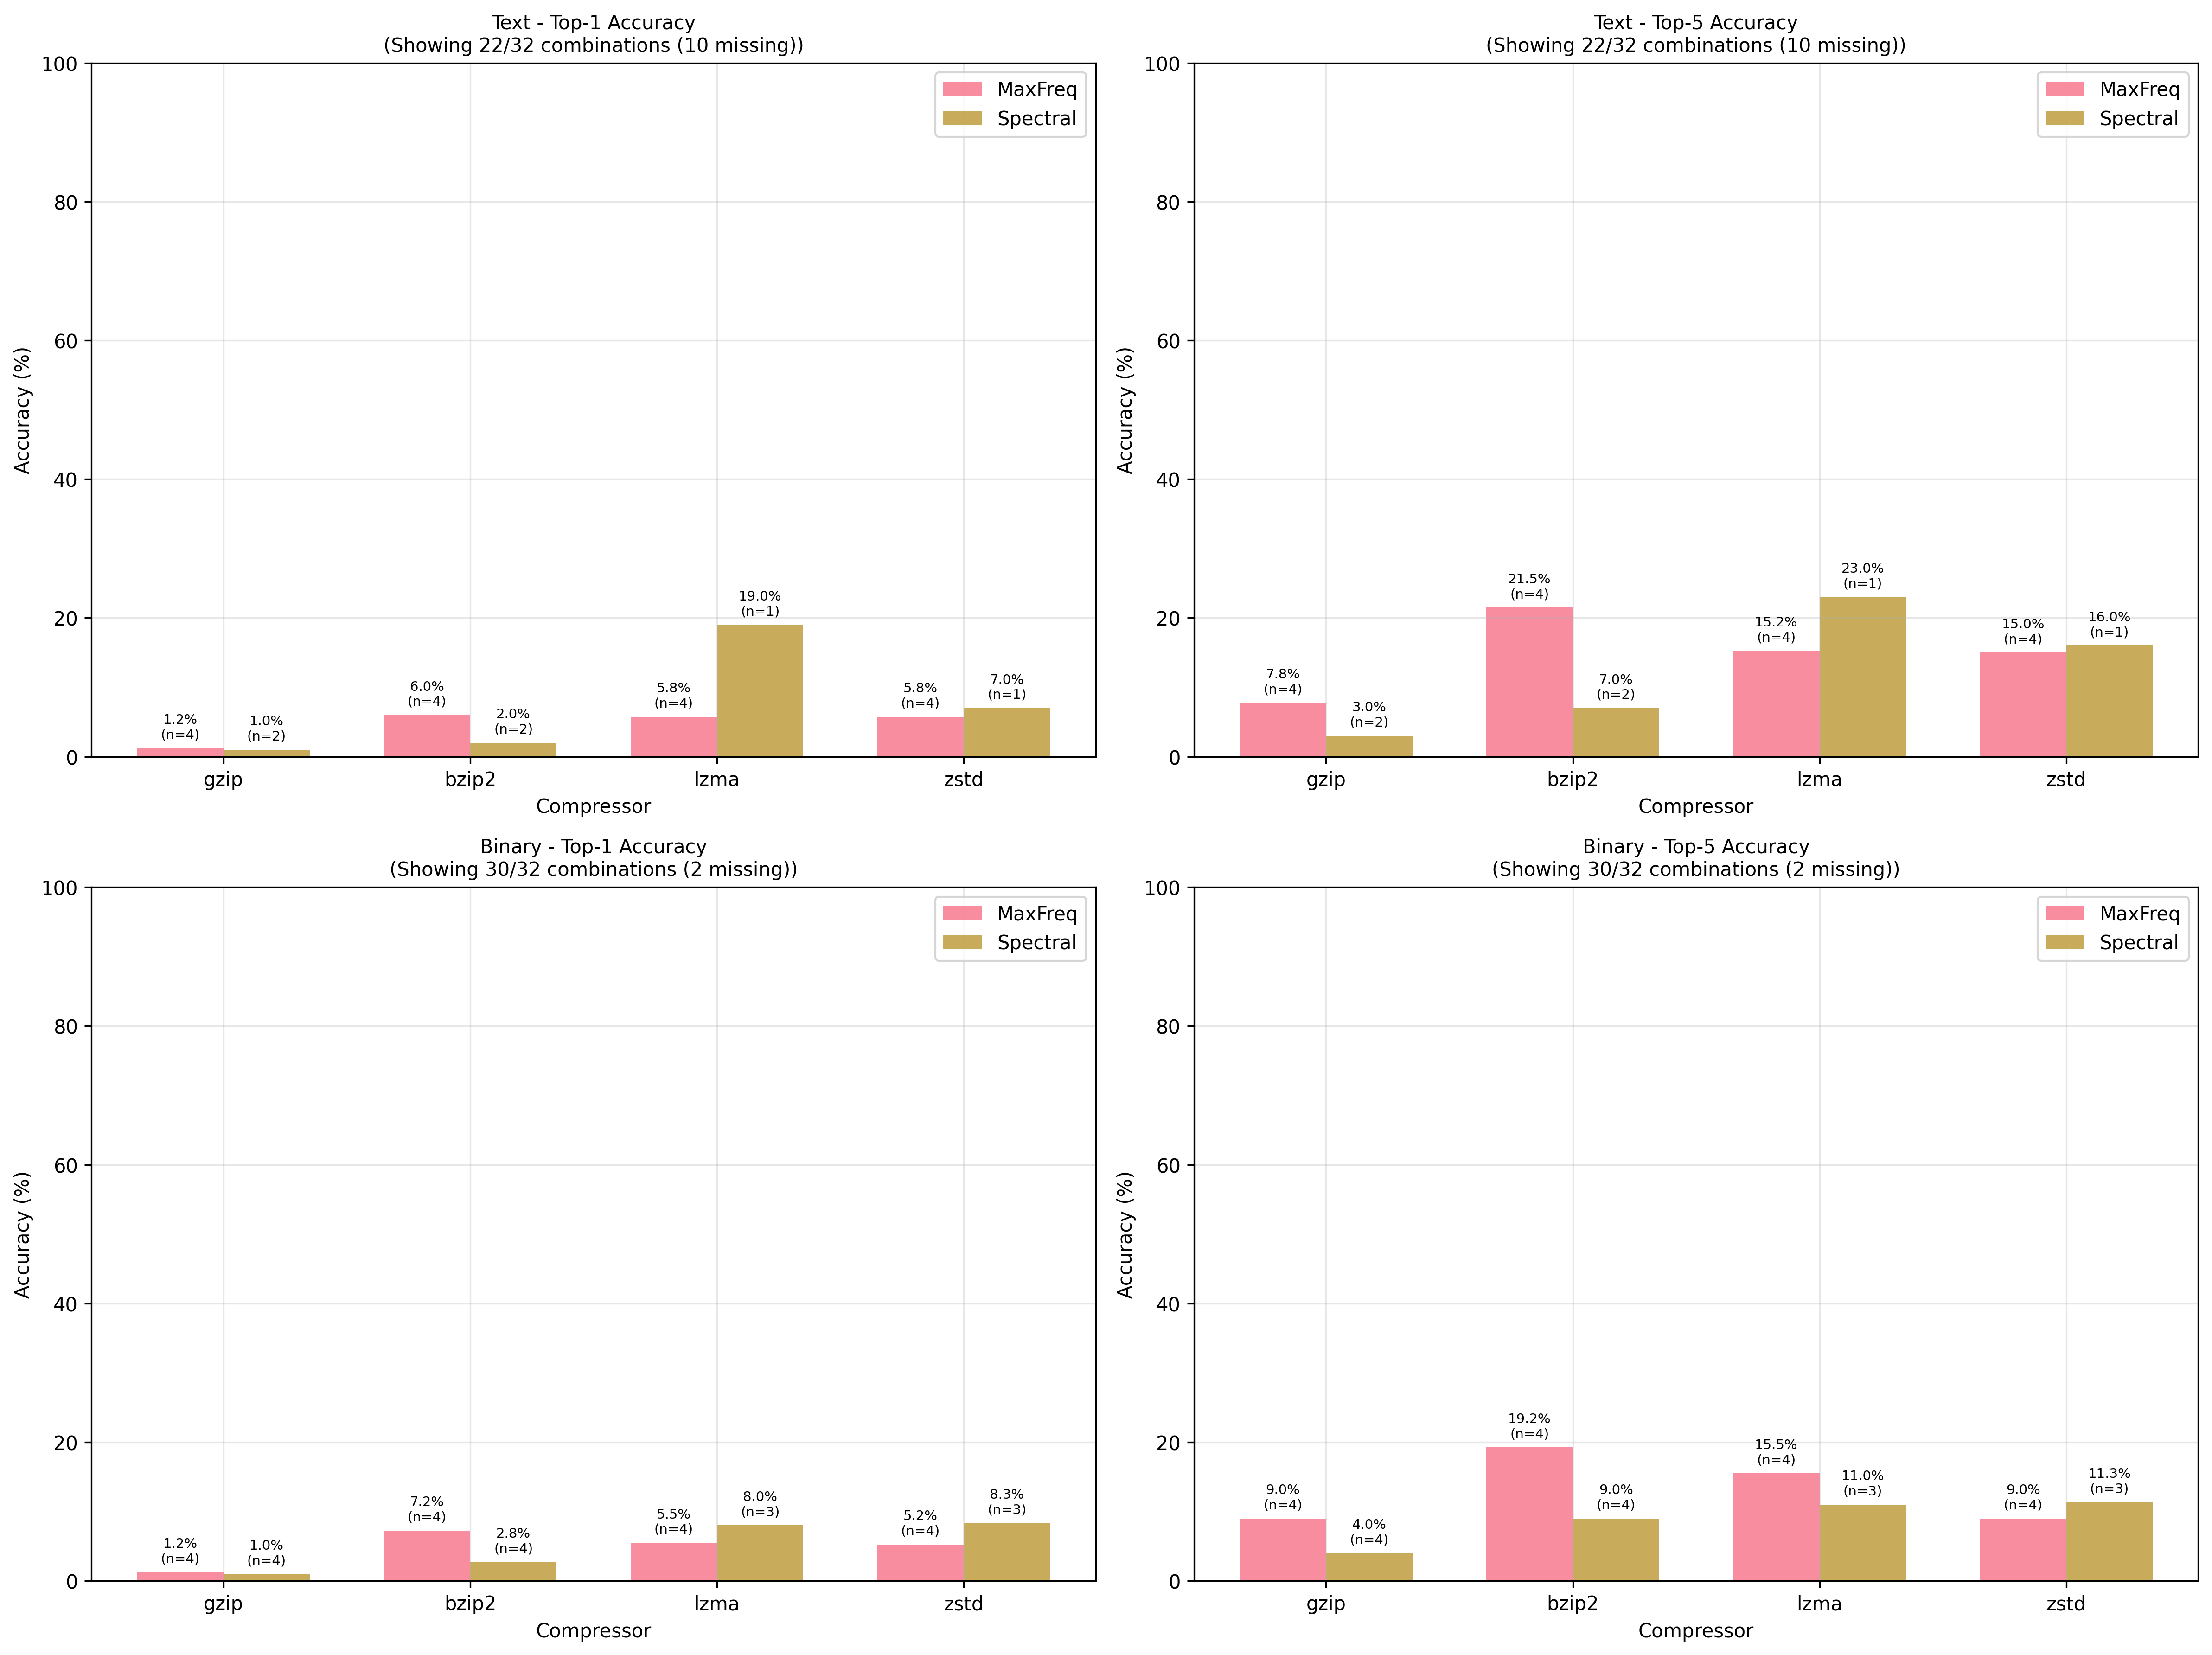 Text - Top-1 Accuracy
(Showing 22/32 combinations (10 missing))
100
80
60
40
20
0
Accuracy (%)
MaxFreq
Spectral
1.2%
(n=4)
1.0%
(n=2)
6.0%
(n=4)
2.0%
(n=2)
5.8%
(n=4)
19.0%
(n=1)
5.8%
(n=4)
7.0%
(n=1)
gzip
bzip2
lzma
zstd
Compressor
Text - Top-5 Accuracy
(Showing 22/32 combinations (10 missing))
100
80
60
40
20
0
Accuracy (%)
MaxFreq
Spectral
7.8%
(n=4)
3.0%
(n=2)
21.5%
(n=4)
7.0%
(n=2)
15.2%
(n=4)
23.0%
(n=1)
15.0%
(n=4)
16.0%
(n=1)
gzip
bzip2
lzma
zstd
Compressor
Binary - Top-1 Accuracy
(Showing 30/32 combinations (2 missing))
100
80
60
40
20
0
Accuracy (%)
MaxFreq
Spectral
1.2%
(n=4)
1.0%
(n=4)
7.2%
(n=4)
2.8%
(n=4)
5.5%
(n=4)
8.0%
(n=3)
5.2%
(n=4)
8.3%
(n=3)
gzip
bzip2
lzma
zstd
Compressor
Binary - Top-5 Accuracy
(Showing 30/32 combinations (2 missing))
100
80
60
40
20
0
Accuracy (%)
MaxFreq
Spectral
9.0%
(n=4)
4.0%
(n=4)
19.2%
(n=4)
9.0%
(n=4)
15.5%
(n=4)
11.0%
(n=3)
9.0%
(n=4)
11.3%
(n=3)
gzip
bzip2
lzma
zstd
Compressor